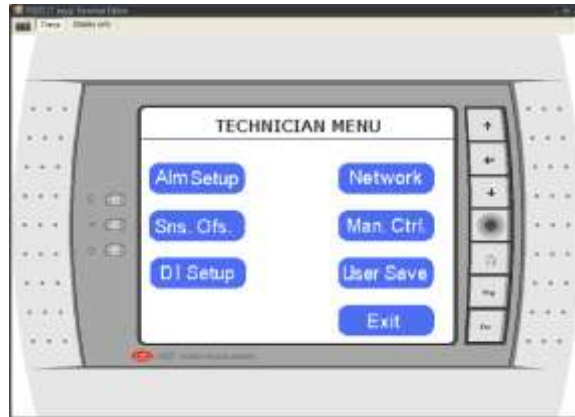 TECHNICIAN MENU
Alm Setup
Network
Sns. Ofs.
Man. Ctrl.
DI Setup
User Save
Exit